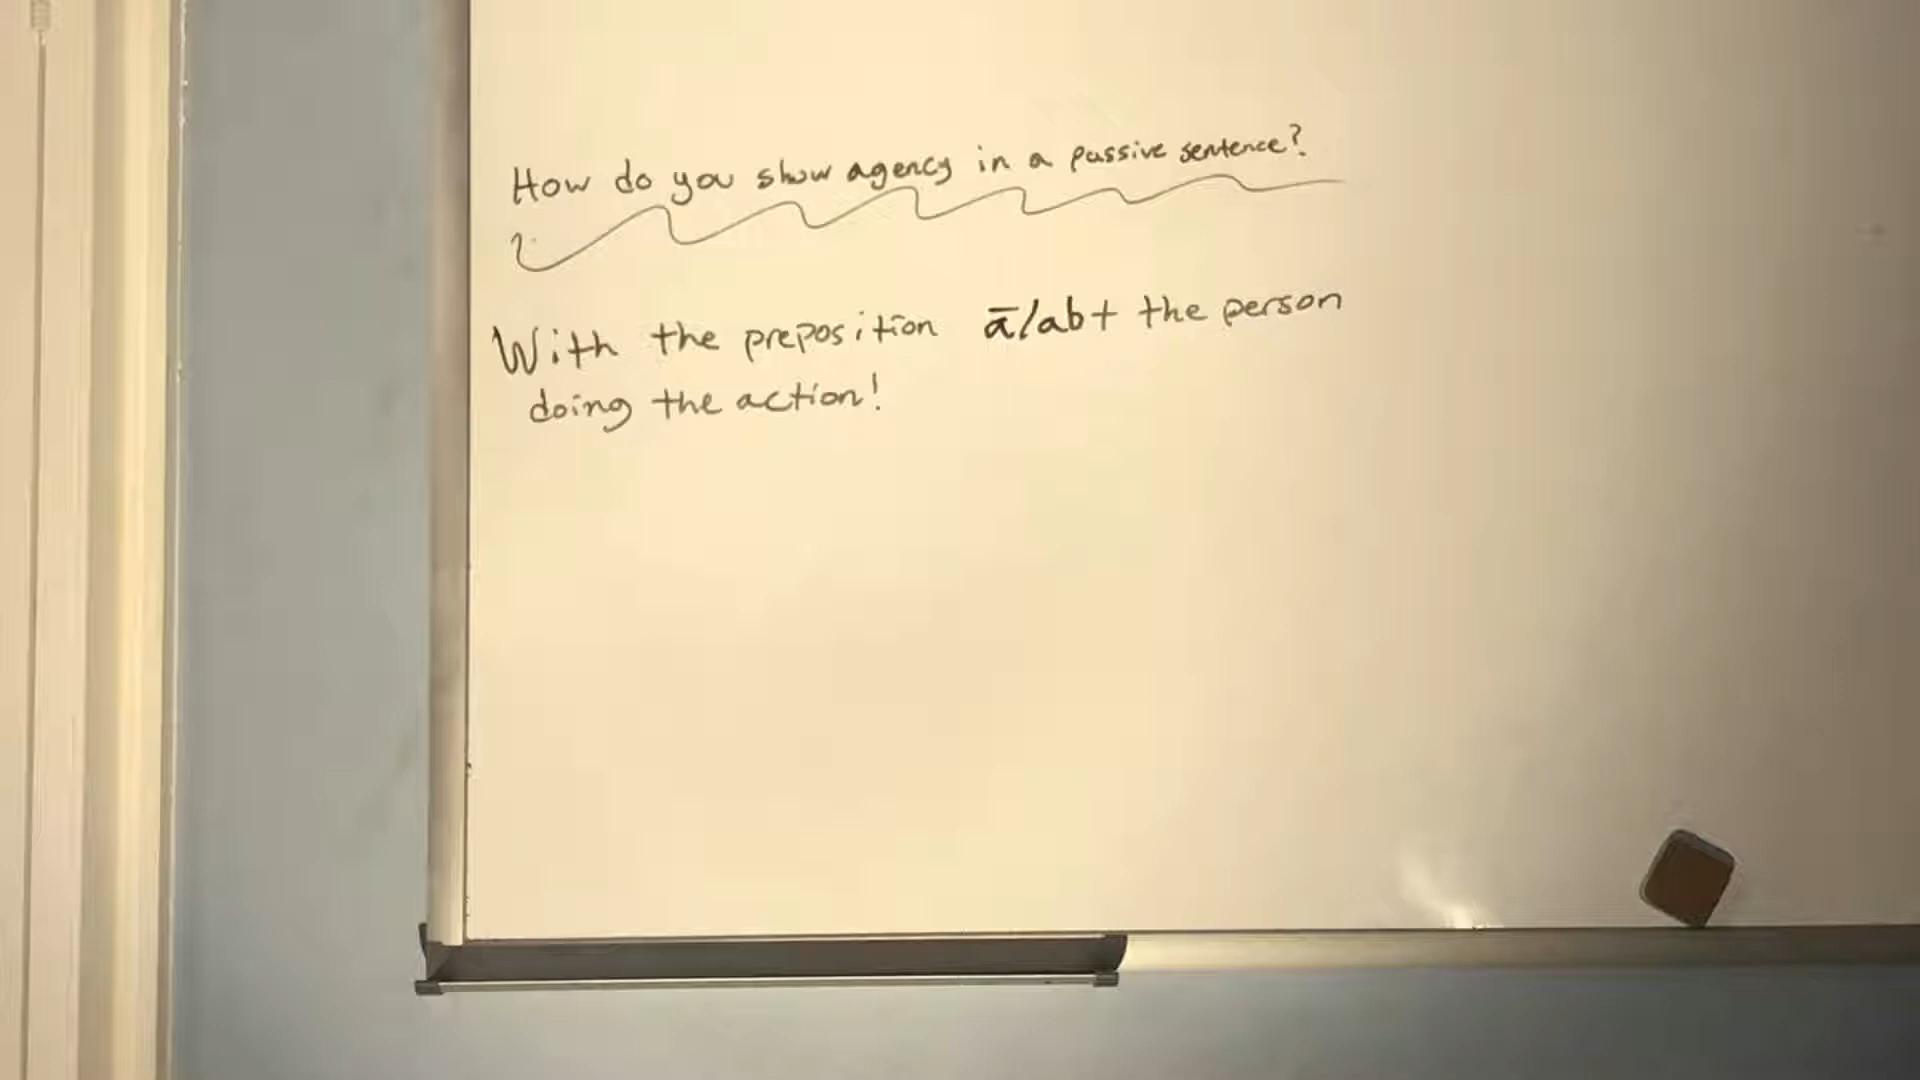 How do you show agency in a passive sentence?
With the preposition ā/ab + the person
doing the action!